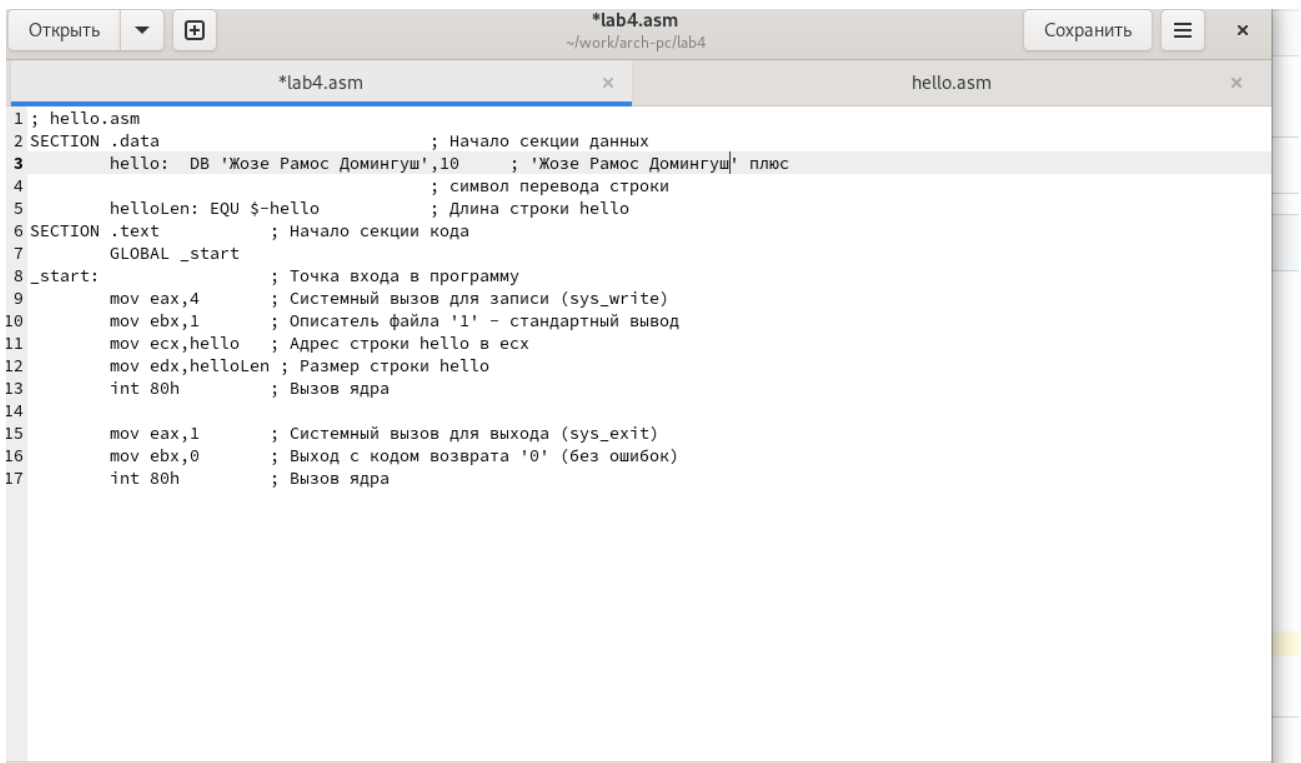 Открыть
*lab4.asm
~/work/arch-pc/lab4
Сохранить
*lab4.asm
hello.asm
1 ; hello.asm
2 SECTION .data ; Начало секции данных
3 hello: DB 'Жозе Рамос Домингуш',10 ; 'Жозе Рамос Домингуш' плюс
4 ; символ перевода строки
5 helloLen: EQU $-hello ; Длина строки hello
6 SECTION .text ; Начало секции кода
7 GLOBAL _start
8 _start: ; Точка входа в программу
9 mov eax,4 ; Системный вызов для записи (sys_write)
10 mov ebx,1 ; Описатель файла '1' - стандартный вывод
11 mov ecx,hello ; Адрес строки hello в ecx
12 mov edx,helloLen ; Размер строки hello
13 int 80h ; Вызов ядра
14
15 mov eax,1 ; Системный вызов для выхода (sys_exit)
16 mov ebx,0 ; Выход с кодом возврата '0' (без ошибок)
17 int 80h ; Вызов ядра